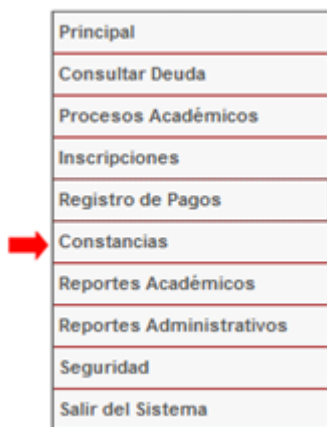 Principal
Consultar Deuda
Procesos Académicos
Inscripciones
Registro de Pagos
Constancias
Reportes Académicos
Reportes Administrativos
Seguridad
Salir del Sistema